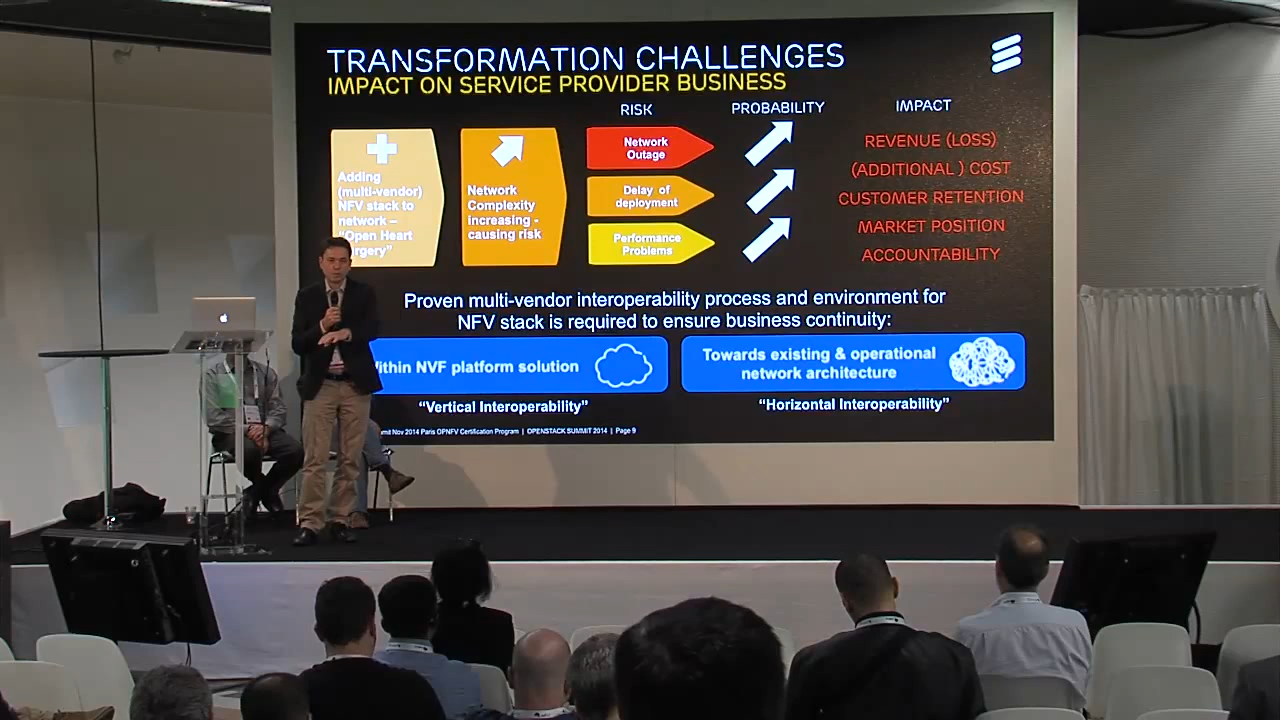 TRANSFORMATION CHALLENGES
IMPACT ON SERVICE PROVIDER BUSINESS
RISK
PROBABILITY
IMPACT
Adding
(multi-vendor)
NFV stack to
network –
"Open Heart
Network
Complexity
increasing -
causing risk
Network
Outage
Delay of
deployment
Performance
Problems
REVENUE (LOSS)
(ADDITIONAL ) COST
CUSTOMER RETENTION
MARKET POSITION
ACCOUNTABILITY
Proven multi-vendor interoperability process and environment for
NFV stack is required to ensure business continuity:
ithin NVF platform solution
Towards existing & operational
network architecture
"Vertical Interoperability"
"Horizontal Interoperability"
Nov 2014 Paris OPNFV Certification Program | OPENSTACK SUMMIT 2014 | Page 9